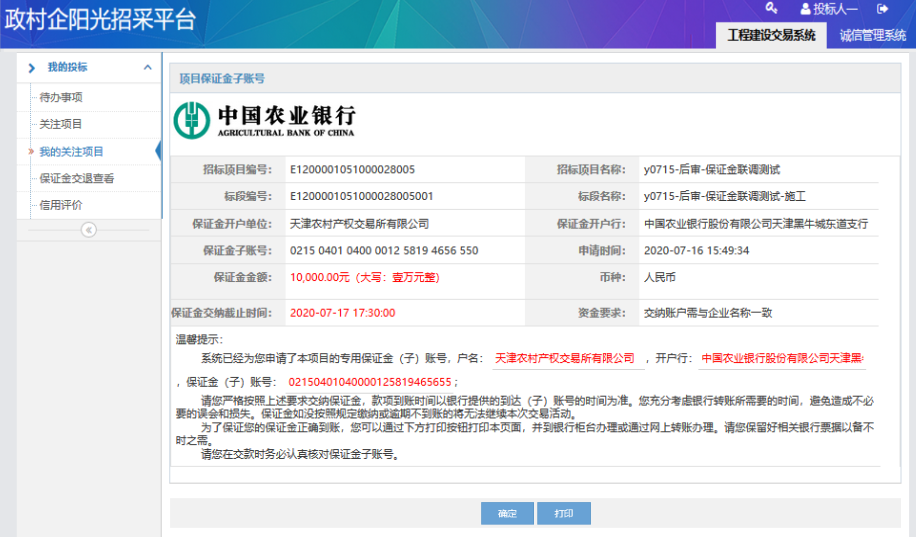 政村企阳光招采平台
投标人一
工程建设交易系统
诚信管理系统
我的投标
待办事项
关注项目
我的关注项目
保证金交退查看
信用评价
项目保证金子账号
中国农业银行
AGRICULTURAL BANK OF CHINA
招标项目编号： E1200001051000028005 招标项目名称： y0715-后审-保证金联调测试
标段编号： E1200001051000028005001 标段名称： y0715-后审-保证金联调测试-施工
保证金开户单位： 天津农村产权交易所有限公司 保证金开户行： 中国农业银行股份有限公司天津黑牛城东道支行
保证金子账号： 0215 0401 0400 0012 5819 4656 550 申请时间： 2020-07-16 15:49:34
保证金金额： 10,000.00元（大写：壹万元整） 币种： 人民币
保证金交纳截止时间： 2020-07-17 17:30:00 资金要求： 交纳账户需与企业名称一致
温馨提示：
系统已经为您申请了本项目的专用保证金（子）账号，户名： 天津农村产权交易所有限公司 ，开户行： 中国农业银行股份有限公司天津黑
，保证金（子）账号： 02150401040000125819465655 ；
请您严格按照上述要求交纳保证金，款项到账时间以银行提供的到达（子）账号的时间为准。您充分考虑银行转账所需要的时间，避免造成不必
要的误会和损失。保证金如没按照规定缴纳或逾期不到账的将无法继续本次交易活动。
为了保证您的保证金正确到账，您可以通过下方打印按钮打印本页面，并到银行柜台办理或通过网上转账办理。请您保留好相关银行票据以备不
时之需。
请您在交款时务必认真核对保证金子账号。
确定
打印